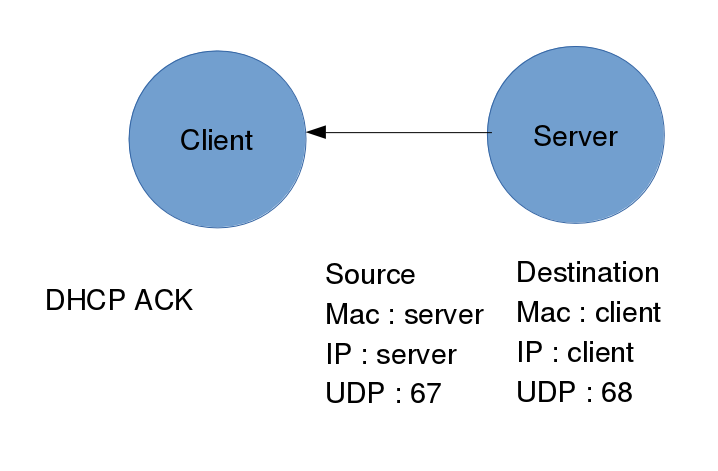 Client
Server
DHCP ACK
Source
Mac : server
IP : server
UDP : 67
Destination
Mac : client
IP : client
UDP : 68